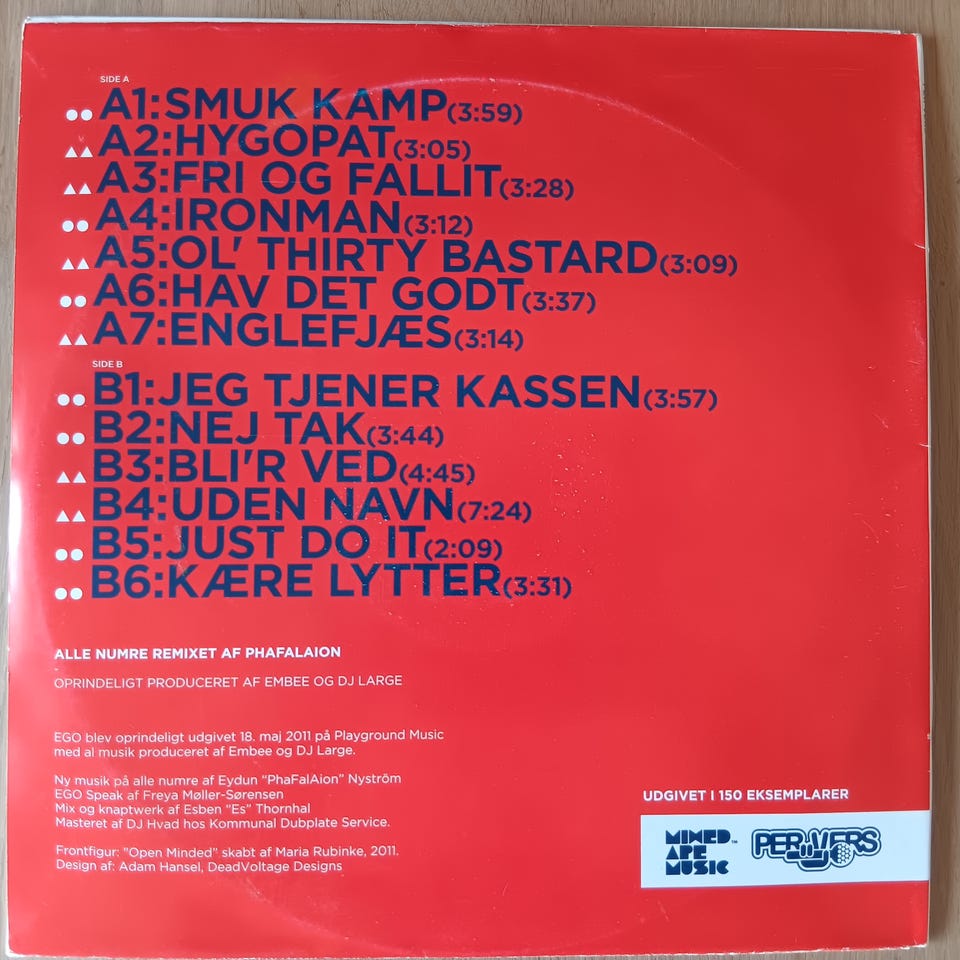 SIDE A
A1:SMUK KAMP(3:59)
A2:HYGOPAT(3:05)
A3:FRI OG FALLIT(3:28)
A4:IRONMAN(3:12)
A5:OL' THIRTY BASTARD(3:09)
A6:HAV DET GODT(3:37)
A7:ENGLEFJÆS(3:14)
SIDE B
B1:JEG TJENER KASSEN(3:57)
B2:NEJ TAK(3:44)
B3:BLI'R VED(4:45)
B4:UDEN NAVN(7:24)
B5:JUST DO IT(2:09)
B6:KÆRE LYTTER(3:31)
ALLE NUMRE REMIXET AF PHAFALAION
OPRINDELIGT PRODUCERET AF EMBEE OG DJ LARGE
EGO blev oprindeligt udgivet 18. maj 2011 på Playground Music
med al musik produceret af Embee og DJ Large.
Ny musik på alle numre af Eydun "PhaFalAion" Nyström
EGO Speak af Freya Møller-Sørensen
Mix og knaptwerk af Esben "Es" Thornhal
Masteret af DJ Hvad hos Kommunal Dubplate Service.
Frontfigur: "Open Minded" skabt af Maria Rubinke, 2011.
Design af: Adam Hansel, DeadVoltage Designs
UDGIVET I 150 EKSEMPLARER
MIXED
APE
MUSIC™
PERVERS